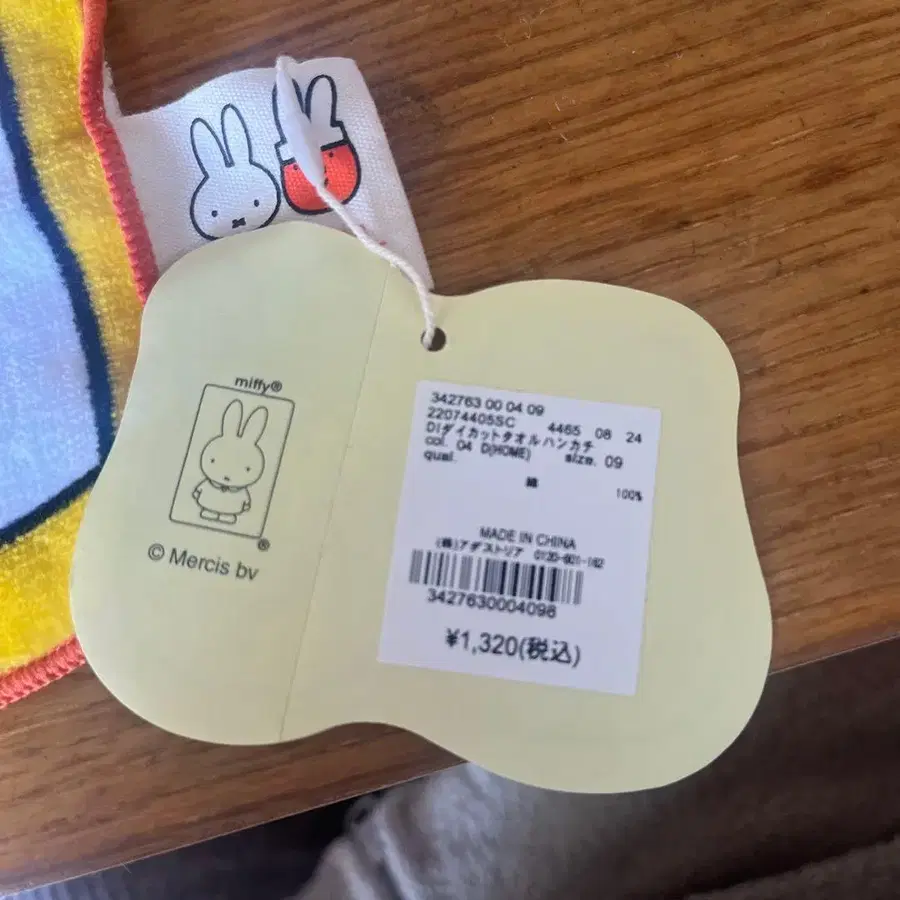 miffy®
®
© Mercis bv
342763 00 04 09
22074405SC 4465 08 24
DIダイカットタオルハンカチ
col. 04 D(HOME) size. 09
qual.
綿 100%
MADE IN CHINA
(株)アダストリア 0120-601-162
3427630004098
¥1,320(税込)